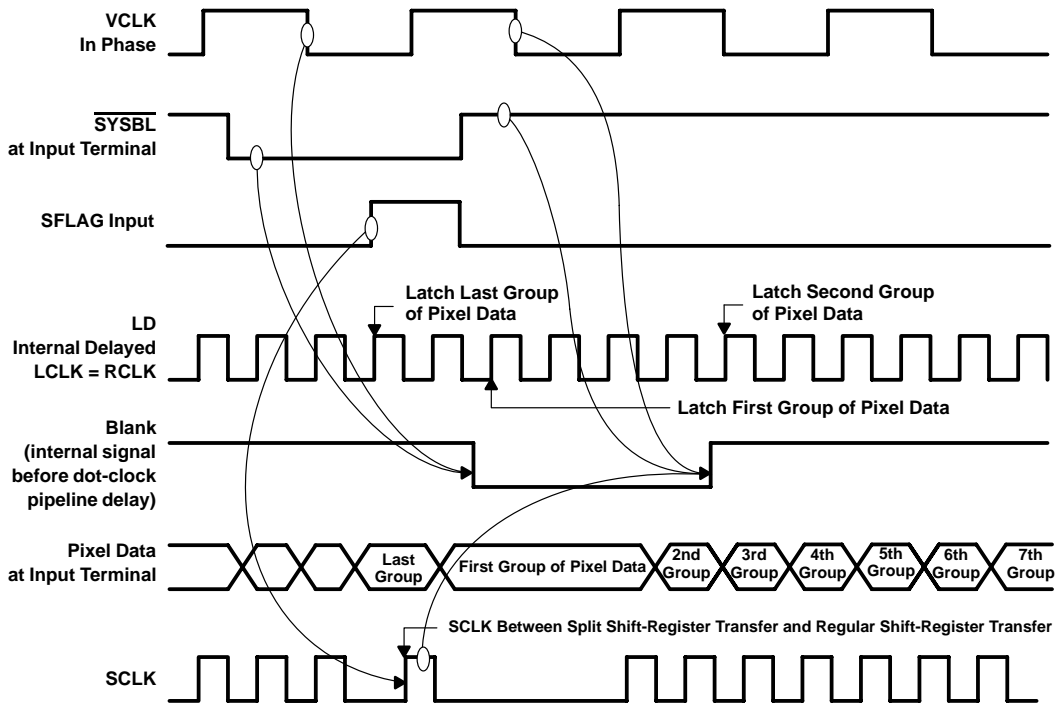 VCLK
In Phase
SYSBL
at Input Terminal
SFLAG Input
Latch Last Group
of Pixel Data
Latch Second Group
of Pixel Data
LD
Internal Delayed
LCLK = RCLK
Latch First Group of Pixel Data
Blank
(internal signal
before dot-clock
pipeline delay)
Pixel Data
at Input Terminal
Last
Group
First Group of Pixel Data
2nd
Group
3rd
Group
4th
Group
5th
Group
6th
Group
7th
Group
SCLK Between Split Shift-Register Transfer and Regular Shift-Register Transfer
SCLK